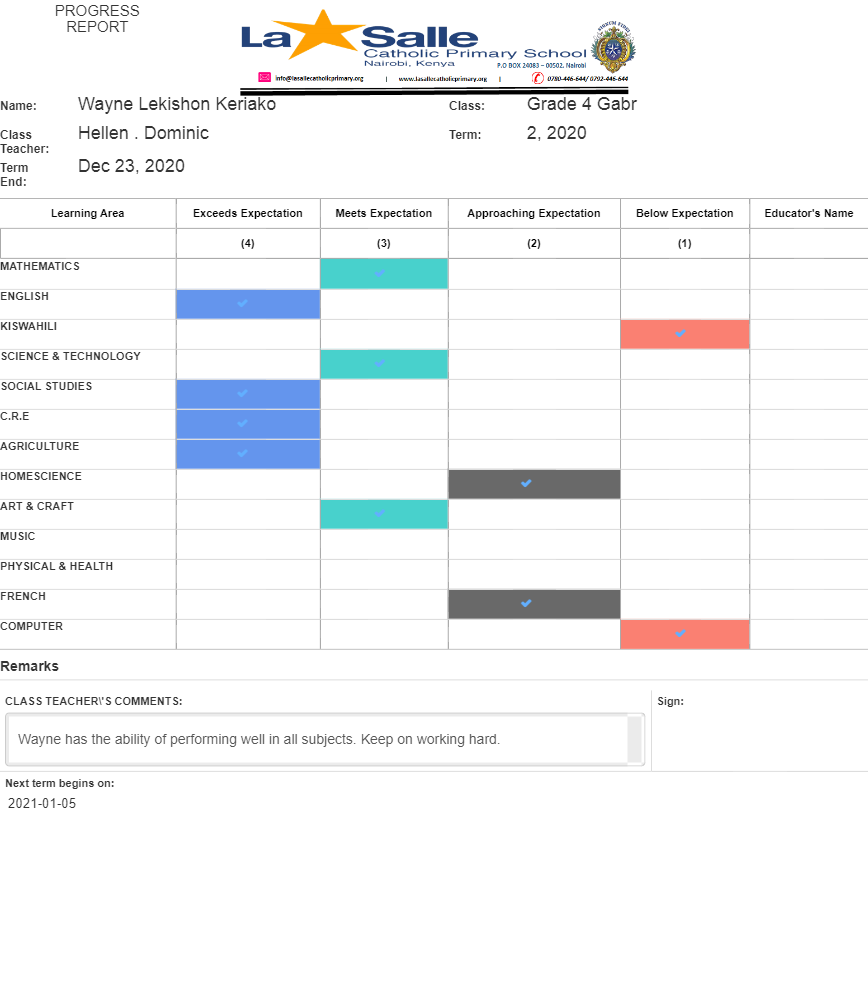 PROGRESS
REPORT
La Salle
Catholic Primary School
Nairobi, Kenya
P.O BOX 24083 – 00502, Nairobi
info@lasallecatholicprimary.org | www.lasallecatholicprimary.org | 0780-446-644/ 0792-446-644
Name: Wayne Lekishon Keriako Class: Grade 4 Gabr
Class Teacher: Hellen . Dominic Term: 2, 2020
Term End: Dec 23, 2020
Learning Area Exceeds Expectation Meets Expectation Approaching Expectation Below Expectation Educator's Name
(4) (3) (2) (1)
MATHEMATICS
ENGLISH
KISWAHILI
SCIENCE & TECHNOLOGY
SOCIAL STUDIES
C.R.E
AGRICULTURE
HOMESCIENCE
ART & CRAFT
MUSIC
PHYSICAL & HEALTH
FRENCH
COMPUTER
Remarks
CLASS TEACHER\'S COMMENTS: Sign:
Wayne has the ability of performing well in all subjects. Keep on working hard.
Next term begins on:
2021-01-05